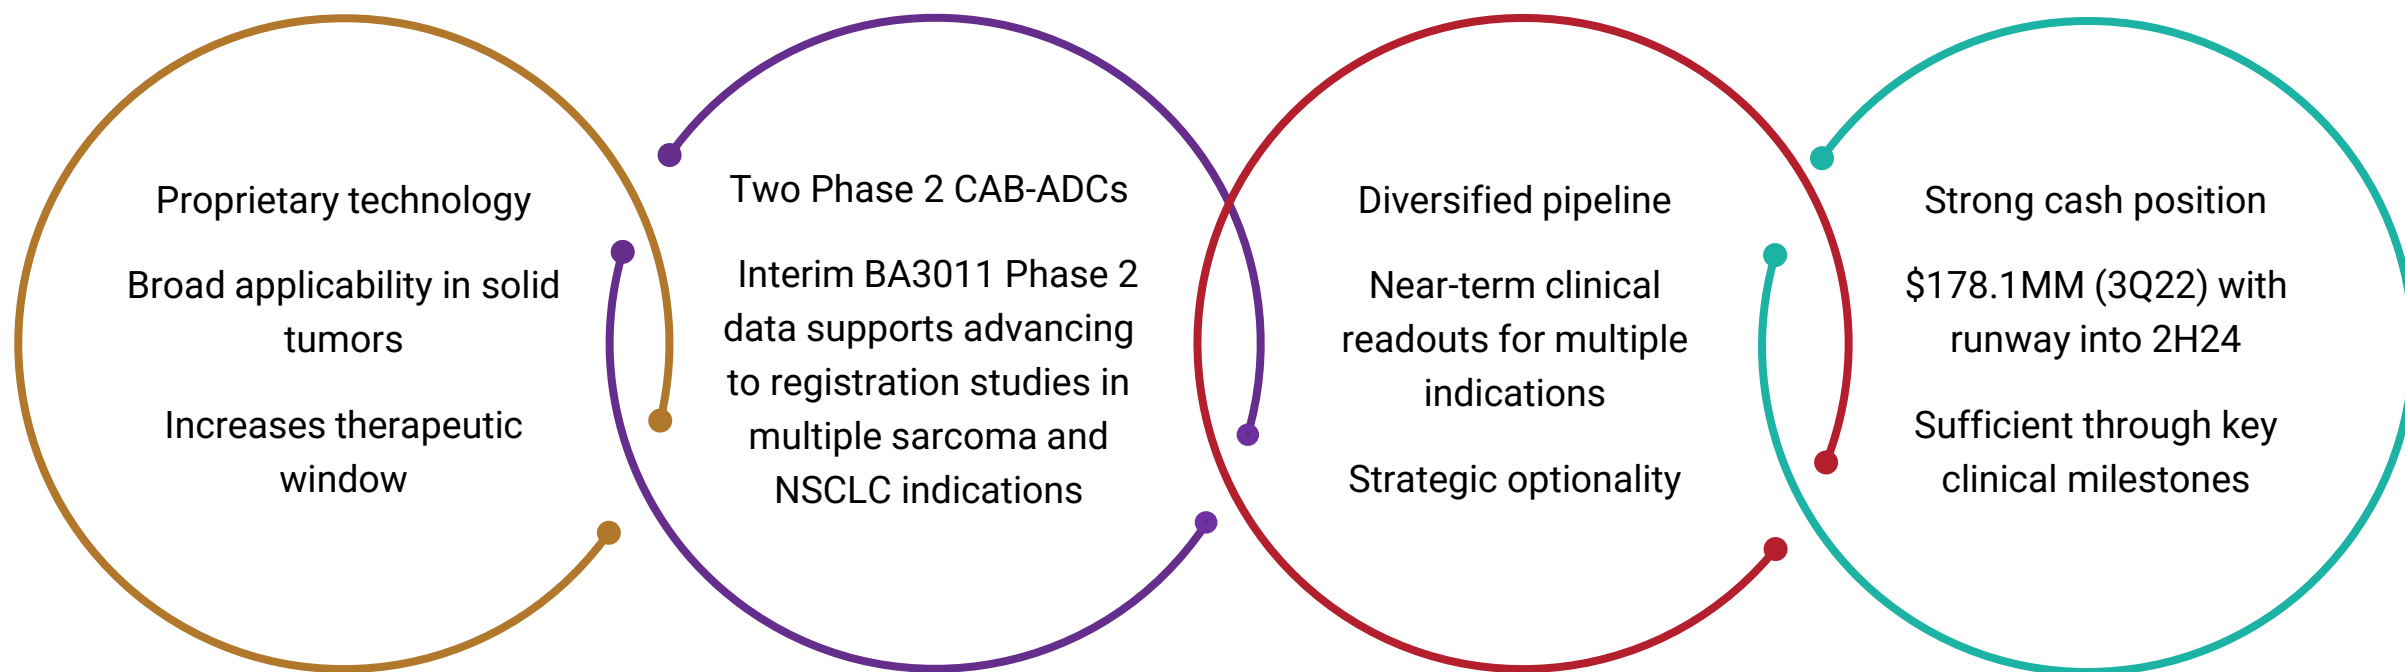 Proprietary technology
Broad applicability in solid
tumors
Increases therapeutic
window
Two Phase 2 CAB-ADCs
Interim BA3011 Phase 2
data supports advancing
to registration studies in
multiple sarcoma and
NSCLC indications
Diversified pipeline
Near-term clinical
readouts for multiple
indications
Strategic optionality
Strong cash position
$178.1MM (3Q22) with
runway into 2H24
Sufficient through key
clinical milestones